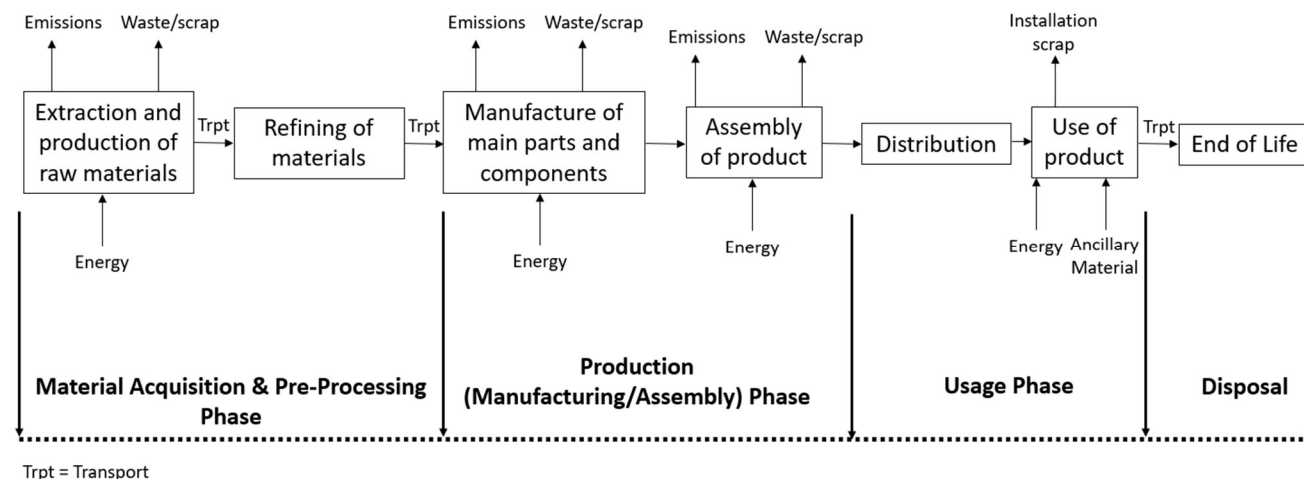 Emissions
Waste/scrap
Extraction and
production of
raw materials
Energy
Trpt
Refining of
materials
Trpt
Emissions
Waste/scrap
Manufacture of
main parts and
components
Energy
Emissions
Waste/scrap
Assembly
of product
Energy
Distribution
Installation
scrap
Use of
product
Energy
Ancillary
Material
Trpt
End of Life
Material Acquisition & Pre-Processing
Phase
Production
(Manufacturing/Assembly) Phase
Usage Phase
Disposal
Trpt = Transport